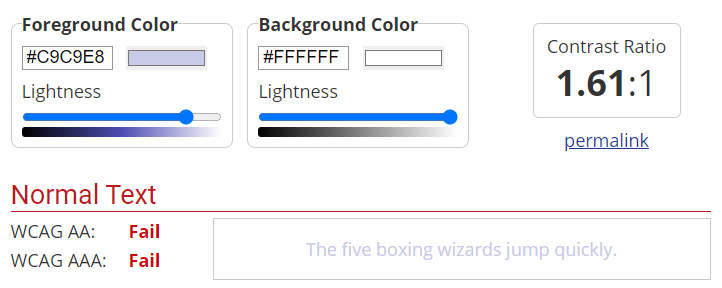 Foreground Color
#C9C9E8
Lightness
Background Color
#FFFFFF
Lightness
Contrast Ratio
1.61:1
permalink
Normal Text
WCAG AA: Fail
WCAG AAA: Fail
The five boxing wizards jump quickly.